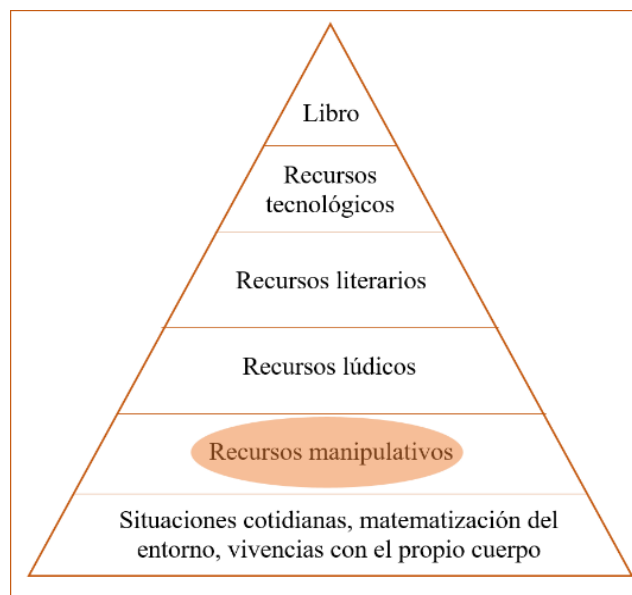 Libro
Recursos
tecnológicos
Recursos literarios
Recursos lúdicos
Recursos manipulativos
Situaciones cotidianas, matematización del
entorno, vivencias con el propio cuerpo